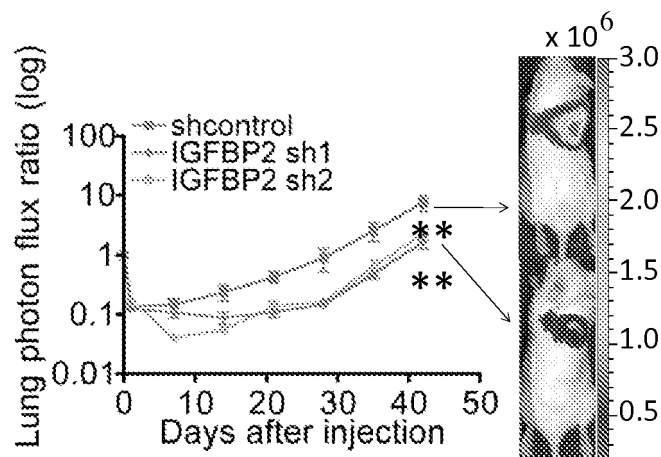 x 10⁶
Lung photon flux ratio (log)
shcontrol
IGFBP2 sh1
IGFBP2 sh2
100
10
1
0.1
0.01
**
**
0 10 20 30 40 50
Days after injection
3.0
2.5
2.0
1.5
1.0
0.5